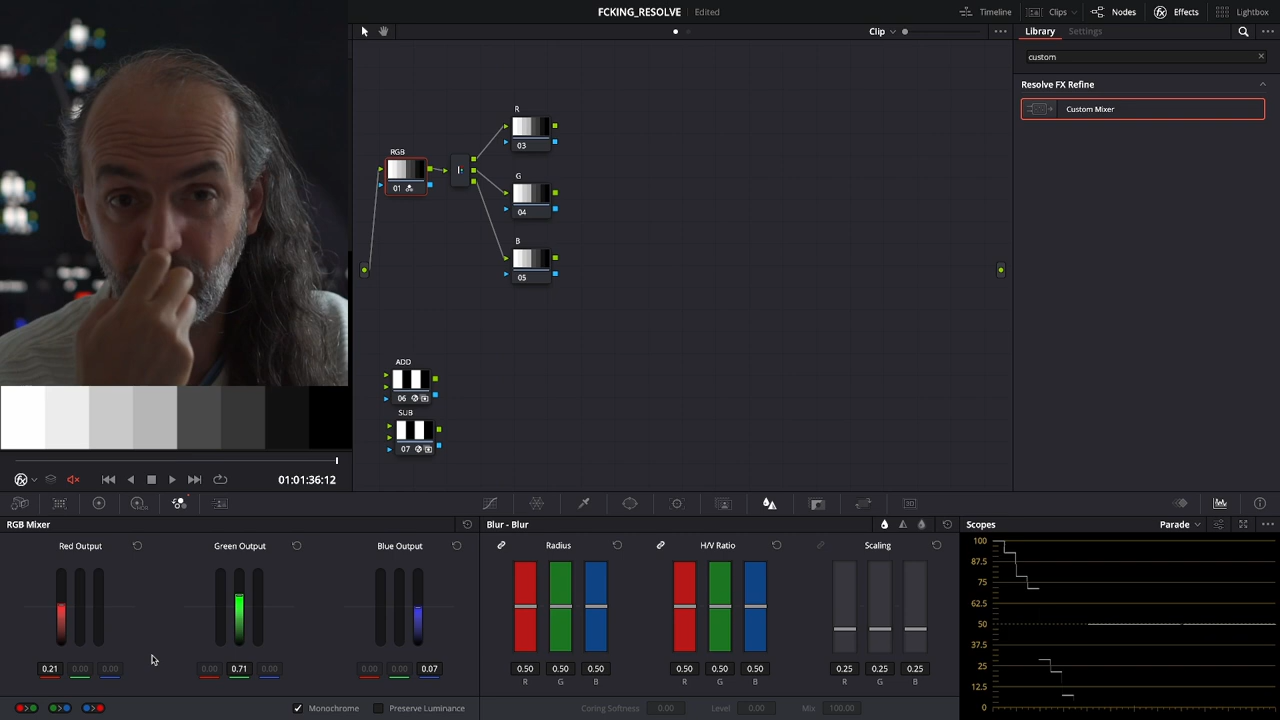 FCKING_RESOLVE Edited
Timeline Clips Nodes Effects Lightbox
Clip
Library Settings
custom
Resolve FX Refine
Custom Mixer
R
03
RGB
01
G
04
B
05
ADD
06
SUB
07
01:01:36:12
RGB Mixer
Blur - Blur
Scopes
Parade
Red Output
Green Output
Blue Output
Radius
H/V Ratio
Scaling
100
87.5
75
62.5
50
37.5
25
12.5
0
0.21 0.00 0.00
0.00 0.71 0.00
0.00 0.00 0.07
0.50 0.50 0.50
R G B
0.50 0.50 0.50
R G B
0.25 0.25 0.25
R G B
Monochrome
Preserve Luminance
Coring Softness 0.00
Level 0.00
Mix 100.00